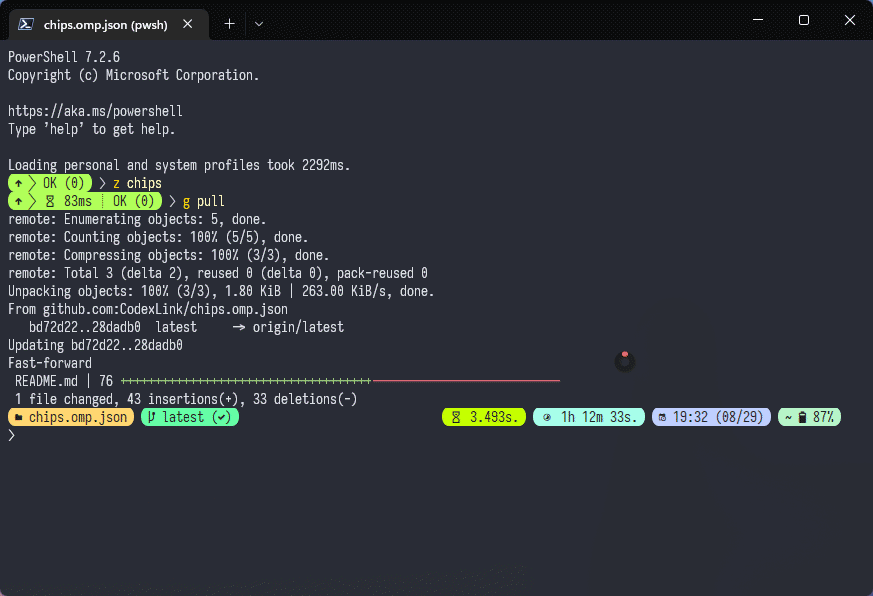 chips.omp.json (pwsh)
PowerShell 7.2.6
Copyright (c) Microsoft Corporation.
https://aka.ms/powershell
Type 'help' to get help.
Loading personal and system profiles took 2292ms.
↑ OK (0) > z chips
↑ 83ms | OK (0) > g pull
remote: Enumerating objects: 5, done.
remote: Counting objects: 100% (5/5), done.
remote: Compressing objects: 100% (3/3), done.
remote: Total 3 (delta 2), reused 0 (delta 0), pack-reused 0
Unpacking objects: 100% (3/3), 1.80 KiB | 263.00 KiB/s, done.
From github.com:CodexLink/chips.omp.json
bd72d22..28dadb0 latest -> origin/latest
Updating bd72d22..28dadb0
Fast-forward
README.md | 76 ++++++++++++++++++++++++++++++++++++---------------------------
1 file changed, 43 insertions(+), 33 deletions(-)
chips.omp.json latest (✓) 3.493s. 1h 12m 33s. 19:32 (08/29) ~ 87%
>